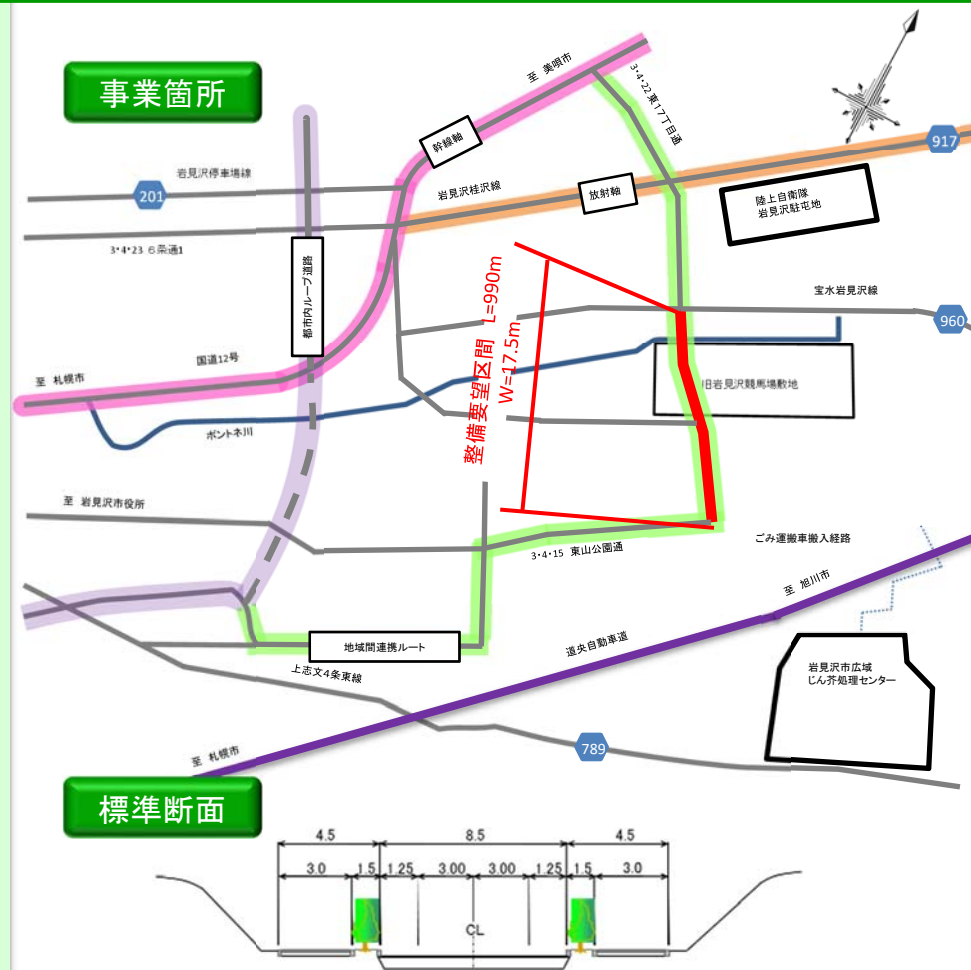 事業箇所
至 美唄市
3・4・22 東17丁目通
幹線軸
917
岩見沢停車場線
201
岩見沢桂沢線
放射軸
陸上自衛隊
岩見沢駐屯地
3・4・23 6条通1
都市内ループ道路
整備要望区間 L=990m
W=17.5m
宝水岩見沢線
960
国道12号
至 札幌市
旧岩見沢競馬場敷地
ポントネ川
至 岩見沢市役所
3・4・15 東山公園通
ごみ運搬車搬入経路
至 旭川市
地域間連携ルート
道央自動車道
上志文4条東線
岩見沢市広域
じん芥処理センター
至 札幌市
789
標準断面
4.5 8.5 4.5
3.0 1.5 1.25 3.00 3.00 1.25 1.5 3.0
CL